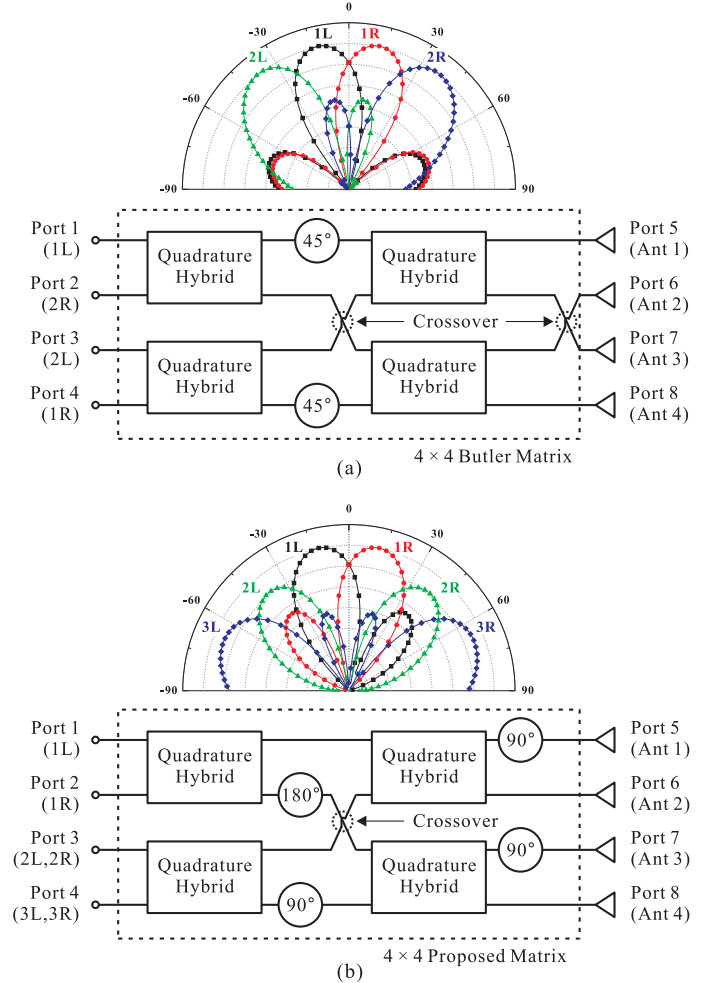 0
-30
30
1L
1R
2L
2R
-60
60
-90
90
Port 1
(1L)
Port 2
(2R)
Port 3
(2L)
Port 4
(1R)
Quadrature
Hybrid
45°
Quadrature
Hybrid
Crossover
Quadrature
Hybrid
45°
Quadrature
Hybrid
Port 5
(Ant 1)
Port 6
(Ant 2)
Port 7
(Ant 3)
Port 8
(Ant 4)
4 × 4 Butler Matrix
(a)
0
-30
30
1L
1R
2L
2R
-60
60
3L
3R
-90
90
Port 1
(1L)
Port 2
(1R)
Port 3
(2L,2R)
Port 4
(3L,3R)
Quadrature
Hybrid
180°
Quadrature
Hybrid
90°
Crossover
Quadrature
Hybrid
90°
Quadrature
Hybrid
90°
Port 5
(Ant 1)
Port 6
(Ant 2)
Port 7
(Ant 3)
Port 8
(Ant 4)
4 × 4 Proposed Matrix
(b)